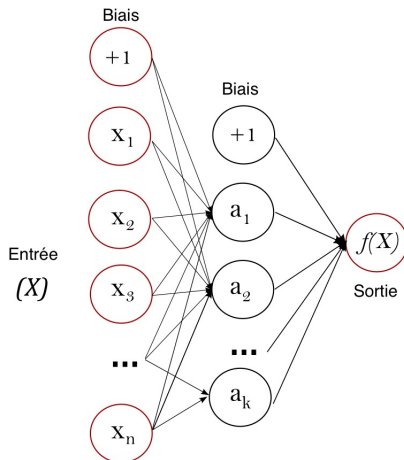 Biais
+1
x1
x2
x3
...
xn
Entrée
(X)
Biais
+1
a1
a2
...
ak
f(X)
Sortie